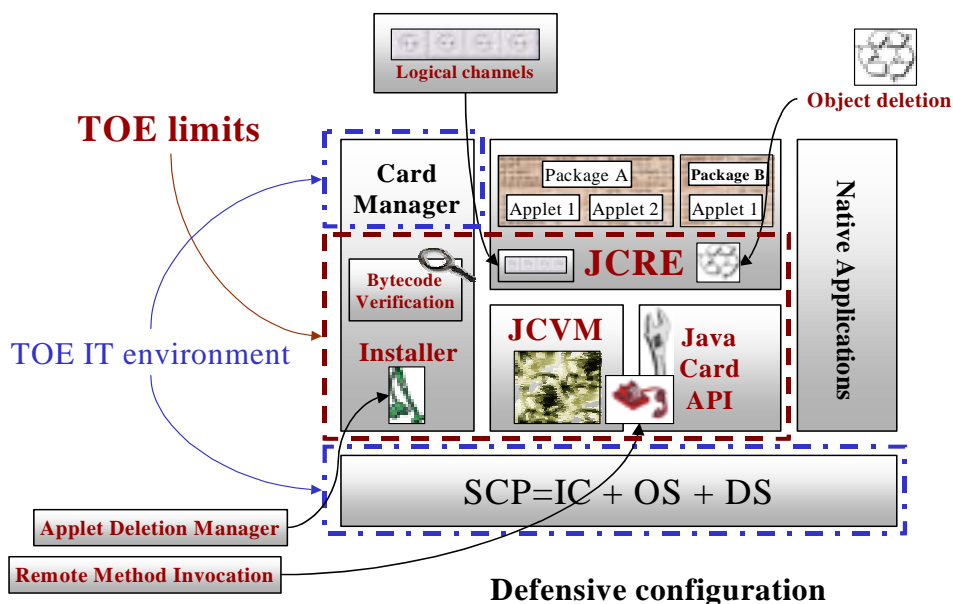 Logical channels
Object deletion
TOE limits
Card
Manager
Package A
Package B
Applet 1
Applet 2
Applet 1
Native Applications
JCRE
Bytecode
Verification
TOE IT environment
Installer
JCVM
Java
Card
API
SCP=IC + OS + DS
Applet Deletion Manager
Remote Method Invocation
Defensive configuration